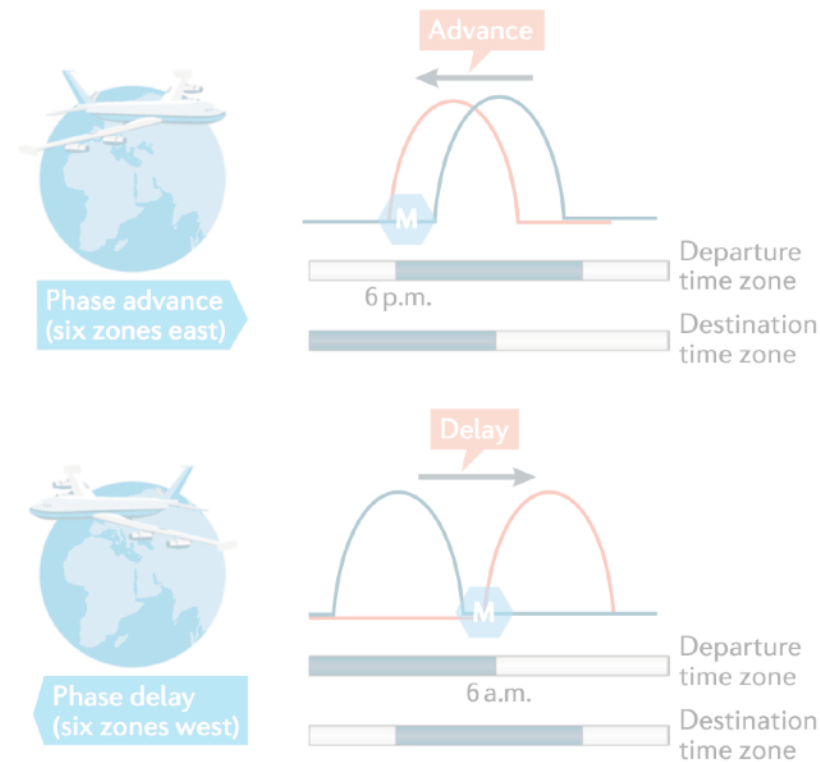 Advance
M
Departure
time zone
6 p.m.
Phase advance
(six zones east)
Destination
time zone
Delay
M
Departure
time zone
6 a.m.
Phase delay
(six zones west)
Destination
time zone